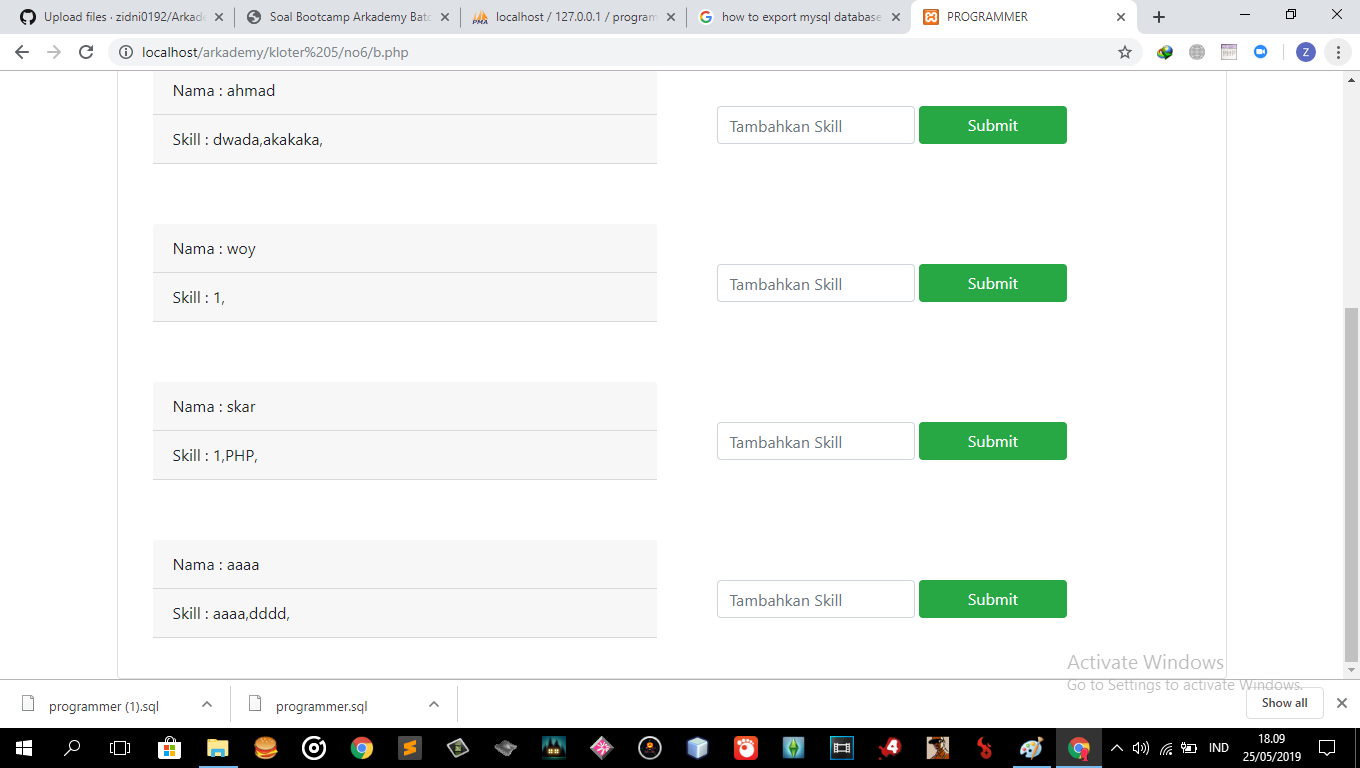 Upload files · zidni0192/Arkade
Soal Bootcamp Arkademy Batc
localhost / 127.0.0.1 / program
how to export mysql database
PROGRAMMER
localhost/arkademy/kloter%205/no6/b.php
Z
Nama : ahmad
Skill : dwada,akakaka,
Tambahkan Skill
Submit
Nama : woy
Skill : 1,
Tambahkan Skill
Submit
Nama : skar
Skill : 1,PHP,
Tambahkan Skill
Submit
Nama : aaaa
Skill : aaaa,dddd,
Tambahkan Skill
Submit
Activate Windows
Go to Settings to activate Windows.
programmer (1).sql
programmer.sql
Show all
IND
18.09
25/05/2019